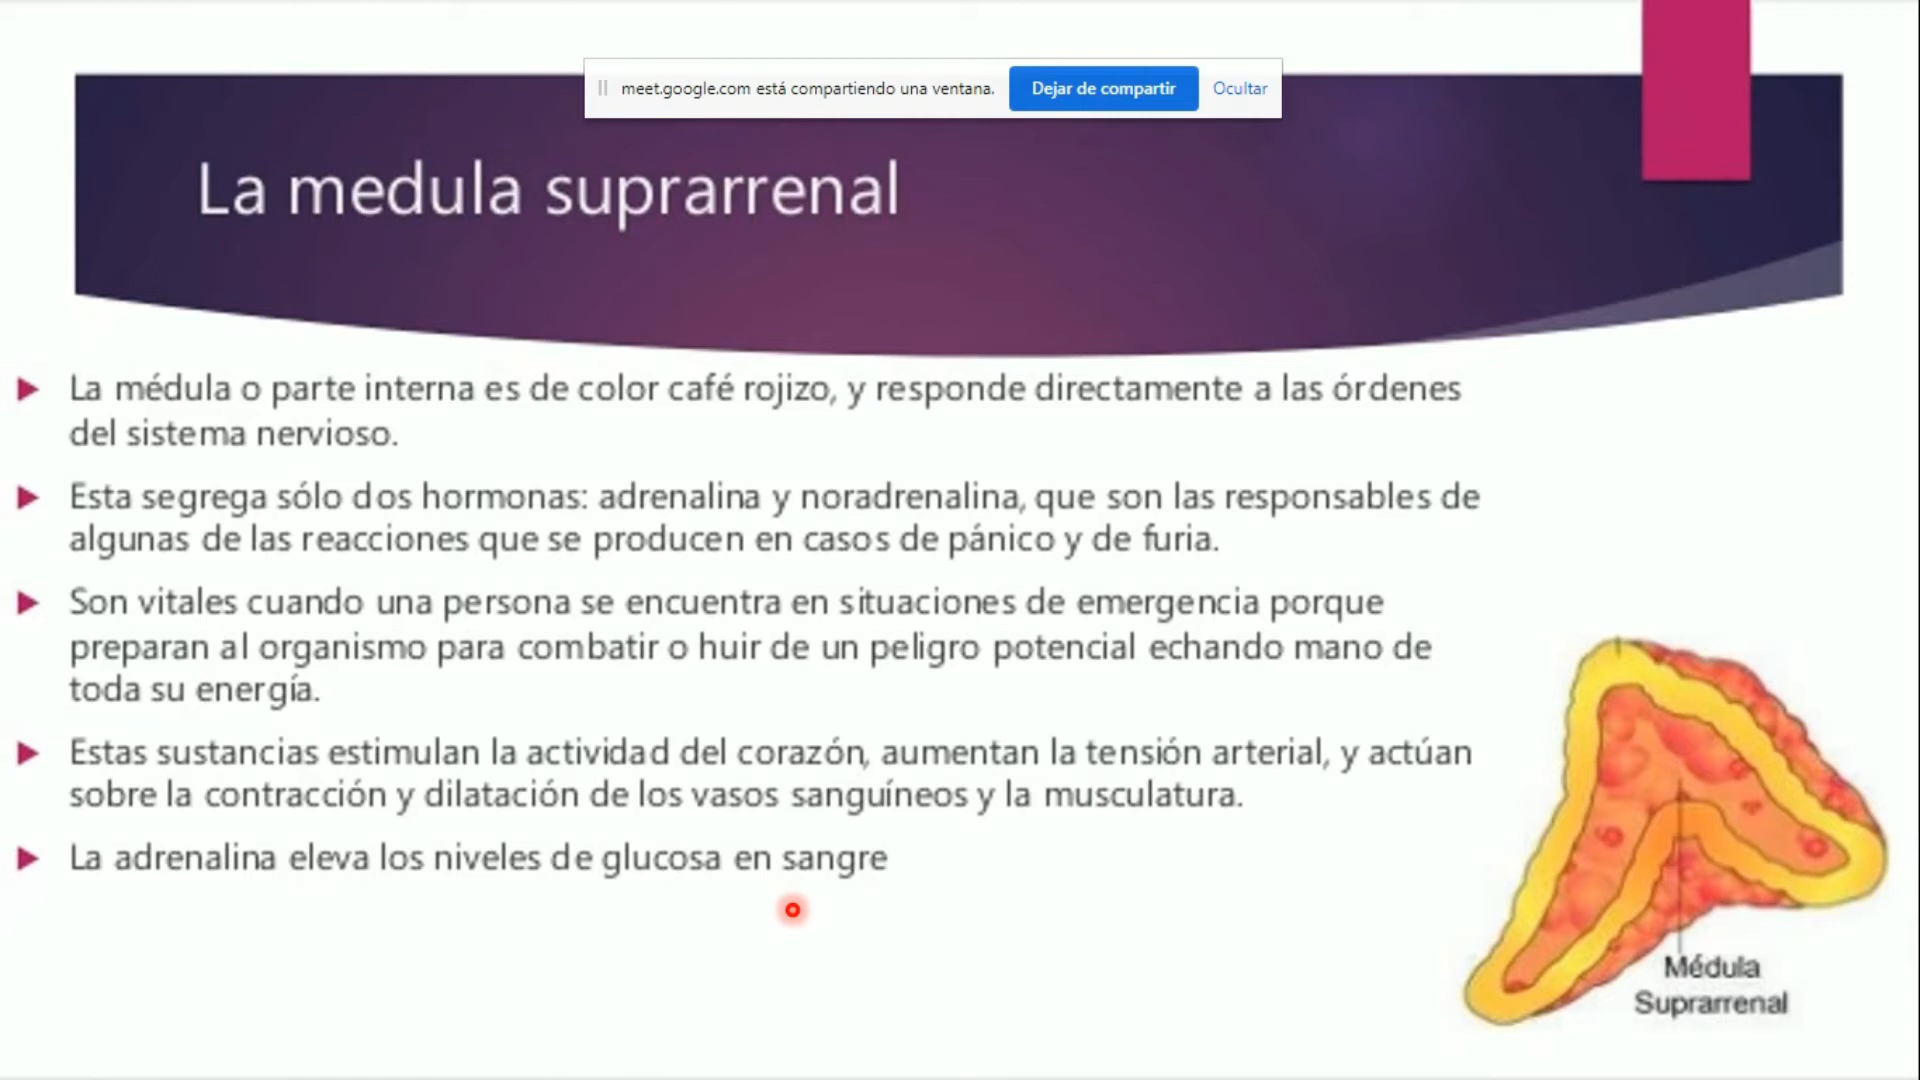 meet.google.com está compartiendo una ventana. Dejar de compartir Ocultar
La medula suprarrenal
La médula o parte interna es de color café rojizo, y responde directamente a las órdenes
del sistema nervioso.
Esta segrega sólo dos hormonas: adrenalina y noradrenalina, que son las responsables de
algunas de las reacciones que se producen en casos de pánico y de furia.
Son vitales cuando una persona se encuentra en situaciones de emergencia porque
preparan al organismo para combatir o huir de un peligro potencial echando mano de
toda su energía.
Estas sustancias estimulan la actividad del corazón, aumentan la tensión arterial, y actúan
sobre la contracción y dilatación de los vasos sanguíneos y la musculatura.
La adrenalina eleva los niveles de glucosa en sangre
Médula
Suprarrenal